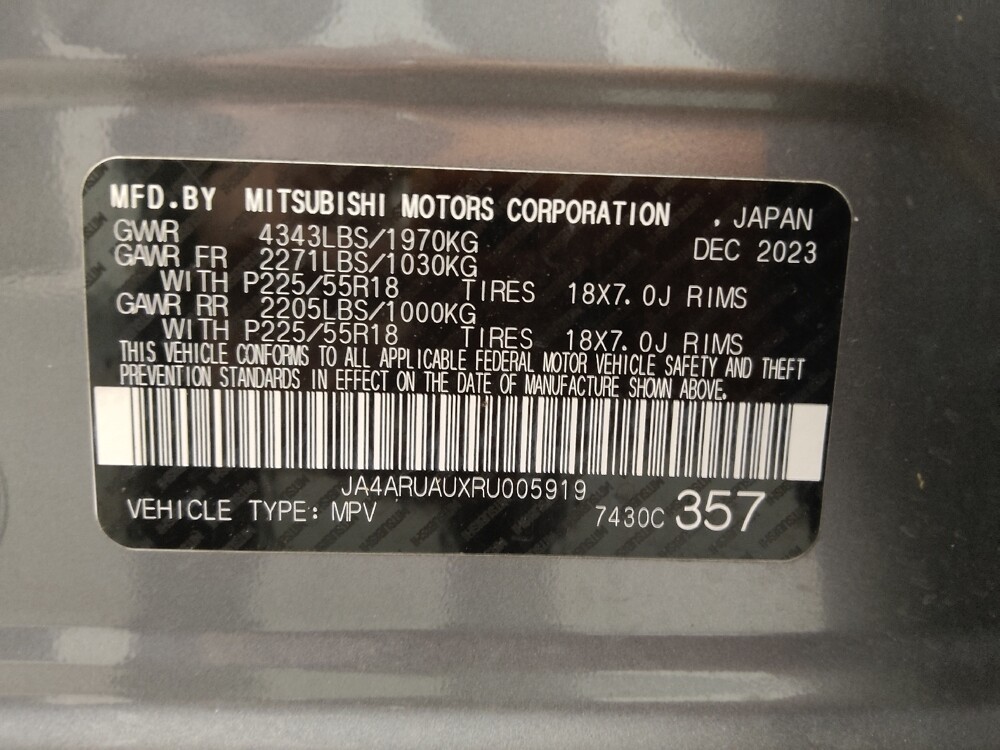 MFD.BY MITSUBISHI MOTORS CORPORATION , JAPAN
GVWR 4343LBS/1970KG DEC 2023
GAWR FR 2271LBS/1030KG
WITH P225/55R18 TIRES 18X7.0J RIMS
GAWR RR 2205LBS/1000KG
WITH P225/55R18 TIRES 18X7.0J RIMS
THIS VEHICLE CONFORMS TO ALL APPLICABLE FEDERAL MOTOR VEHICLE SAFETY AND THEFT
PREVENTION STANDARDS IN EFFECT ON THE DATE OF MANUFACTURE SHOWN ABOVE.
JA4ARUAUXRU005919
VEHICLE TYPE: MPV 7430C 357